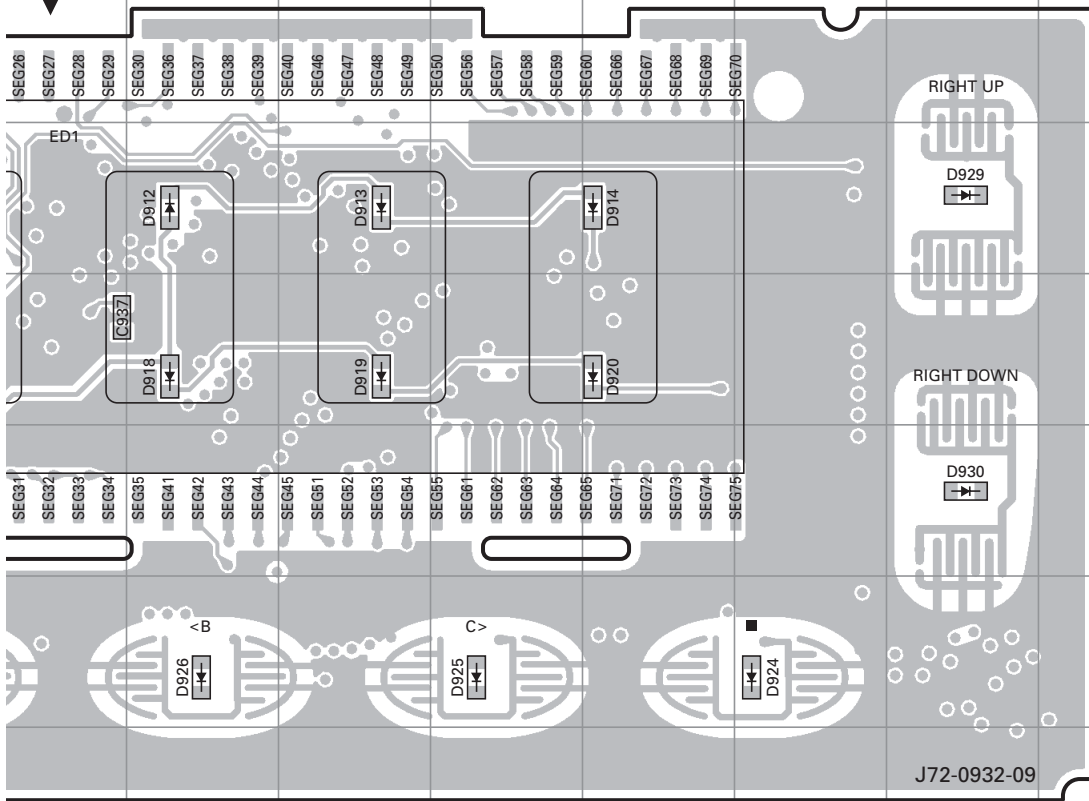 SEG26
SEG27
SEG28
SEG29
SEG30
SEG36
SEG37
SEG38
SEG39
SEG40
SEG46
SEG47
SEG48
SEG49
SEG50
SEG56
SEG57
SEG58
SEG59
SEG60
SEG66
SEG67
SEG68
SEG69
SEG70
RIGHT UP
ED1
D929
D912
D913
D914
C937
D918
D919
D920
RIGHT DOWN
D930
SEG31
SEG32
SEG33
SEG34
SEG35
SEG41
SEG42
SEG43
SEG44
SEG45
SEG51
SEG52
SEG53
SEG54
SEG55
SEG61
SEG62
SEG63
SEG64
SEG65
SEG71
SEG72
SEG73
SEG74
SEG75
<B
C>
■
D926
D925
D924
J72-0932-09